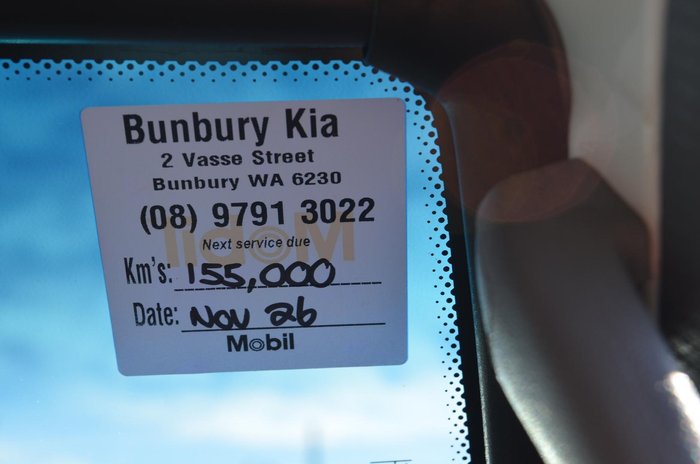 Bunbury Kia
2 Vasse Street
Bunbury WA 6230
(08) 9791 3022
Next service due
Km's: 155,000
Date: Nov 26
Mobil